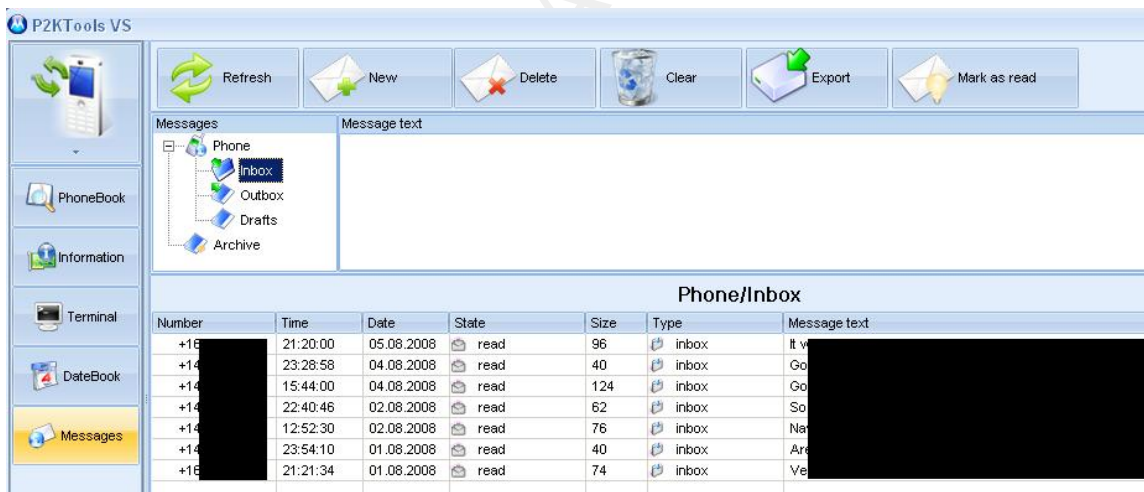 P2KTools VS
Refresh New Delete Clear Export Mark as read
Messages Message text
Phone
Inbox
Outbox
Drafts
Archive
PhoneBook
Information
Terminal
DateBook
Messages
Phone/Inbox
Number Time Date State Size Type Message text
+16 21:20:00 05.08.2008 read 96 inbox It
+14 23:28:58 04.08.2008 read 40 inbox Go
+14 15:44:00 04.08.2008 read 124 inbox Go
+14 22:40:46 02.08.2008 read 62 inbox So
+14 12:52:30 02.08.2008 read 76 inbox Na
+14 23:54:10 01.08.2008 read 40 inbox Are
+16 21:21:34 01.08.2008 read 74 inbox Ve